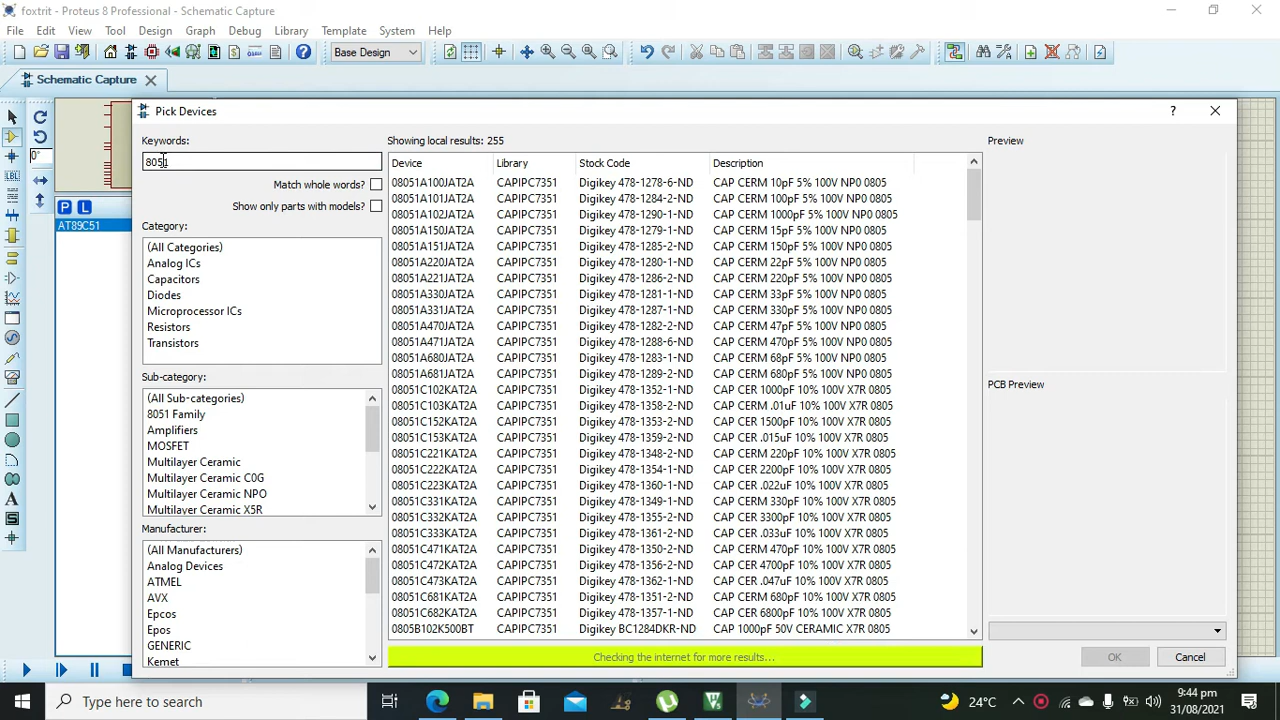 foxtrit - Proteus 8 Professional - Schematic Capture
File Edit View Tool Design Graph Debug Library Template System Help
Base Design
Schematic Capture
Pick Devices
?
Keywords:
8051
Match whole words?
Show only parts with models?
Category:
(All Categories)
Analog ICs
Capacitors
Diodes
Microprocessor ICs
Resistors
Transistors
Sub-category:
(All Sub-categories)
8051 Family
Amplifiers
MOSFET
Multilayer Ceramic
Multilayer Ceramic C0G
Multilayer Ceramic NPO
Multilayer Ceramic X5R
Manufacturer:
(All Manufacturers)
Analog Devices
ATMEL
AVX
Epcos
Epos
GENERIC
Kemet
0°
P L
AT89C51
Showing local results: 255
Device Library Stock Code Description
08051A100JAT2A CAPIPC7351 Digikey 478-1278-6-ND CAP CERM 10pF 5% 100V NP0 0805
08051A101JAT2A CAPIPC7351 Digikey 478-1284-2-ND CAP CERM 100pF 5% 100V NP0 0805
08051A102JAT2A CAPIPC7351 Digikey 478-1290-1-ND CAP CERM 1000pF 5% 100V NP0 0805
08051A150JAT2A CAPIPC7351 Digikey 478-1279-1-ND CAP CERM 15pF 5% 100V NP0 0805
08051A151JAT2A CAPIPC7351 Digikey 478-1285-2-ND CAP CERM 150pF 5% 100V NP0 0805
08051A220JAT2A CAPIPC7351 Digikey 478-1280-1-ND CAP CERM 22pF 5% 100V NP0 0805
08051A221JAT2A CAPIPC7351 Digikey 478-1286-2-ND CAP CERM 220pF 5% 100V NP0 0805
08051A330JAT2A CAPIPC7351 Digikey 478-1281-1-ND CAP CERM 33pF 5% 100V NP0 0805
08051A331JAT2A CAPIPC7351 Digikey 478-1287-1-ND CAP CERM 330pF 5% 100V NP0 0805
08051A470JAT2A CAPIPC7351 Digikey 478-1282-2-ND CAP CERM 47pF 5% 100V NP0 0805
08051A471JAT2A CAPIPC7351 Digikey 478-1288-6-ND CAP CERM 470pF 5% 100V NP0 0805
08051A680JAT2A CAPIPC7351 Digikey 478-1283-1-ND CAP CERM 68pF 5% 100V NP0 0805
08051A681JAT2A CAPIPC7351 Digikey 478-1289-2-ND CAP CERM 680pF 5% 100V NP0 0805
08051C102KAT2A CAPIPC7351 Digikey 478-1352-1-ND CAP CER 1000pF 10% 100V X7R 0805
08051C103KAT2A CAPIPC7351 Digikey 478-1358-2-ND CAP CERM .01uF 10% 100V X7R 0805
08051C152KAT2A CAPIPC7351 Digikey 478-1353-2-ND CAP CER 1500pF 10% 100V X7R 0805
08051C153KAT2A CAPIPC7351 Digikey 478-1359-2-ND CAP CER .015uF 10% 100V X7R 0805
08051C221KAT2A CAPIPC7351 Digikey 478-1348-2-ND CAP CERM 220pF 10% 100V X7R 0805
08051C222KAT2A CAPIPC7351 Digikey 478-1354-1-ND CAP CER 2200pF 10% 100V X7R 0805
08051C223KAT2A CAPIPC7351 Digikey 478-1360-1-ND CAP CER .022uF 10% 100V X7R 0805
08051C331KAT2A CAPIPC7351 Digikey 478-1349-1-ND CAP CERM 330pF 10% 100V X7R 0805
08051C332KAT2A CAPIPC7351 Digikey 478-1355-2-ND CAP CER 3300pF 10% 100V X7R 0805
08051C333KAT2A CAPIPC7351 Digikey 478-1361-2-ND CAP CER .033uF 10% 100V X7R 0805
08051C471KAT2A CAPIPC7351 Digikey 478-1350-2-ND CAP CERM 470pF 10% 100V X7R 0805
08051C472KAT2A CAPIPC7351 Digikey 478-1356-2-ND CAP CER 4700pF 10% 100V X7R 0805
08051C473KAT2A CAPIPC7351 Digikey 478-1362-1-ND CAP CER .047uF 10% 100V X7R 0805
08051C681KAT2A CAPIPC7351 Digikey 478-1351-2-ND CAP CERM 680pF 10% 100V X7R 0805
08051C682KAT2A CAPIPC7351 Digikey 478-1357-1-ND CAP CER 6800pF 10% 100V X7R 0805
0805B102K500BT CAPIPC7351 Digikey BC1284DKR-ND CAP 1000pF 50V CERAMIC X7R 0805
Checking the internet for more results...
Preview
PCB Preview
OK Cancel
Type here to search
24°C
9:44 pm
31/08/2021